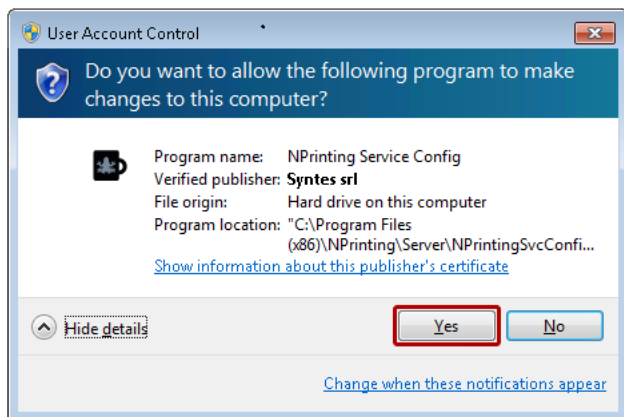 User Account Control
Do you want to allow the following program to make
changes to this computer?
Program name: NPrinting Service Config
Verified publisher: Syntes srl
File origin: Hard drive on this computer
Program location: "C:\Program Files
(x86)\NPrinting\Server\NPrintingSvcConfi...
Show information about this publisher's certificate
Hide details Yes No
Change when these notifications appear